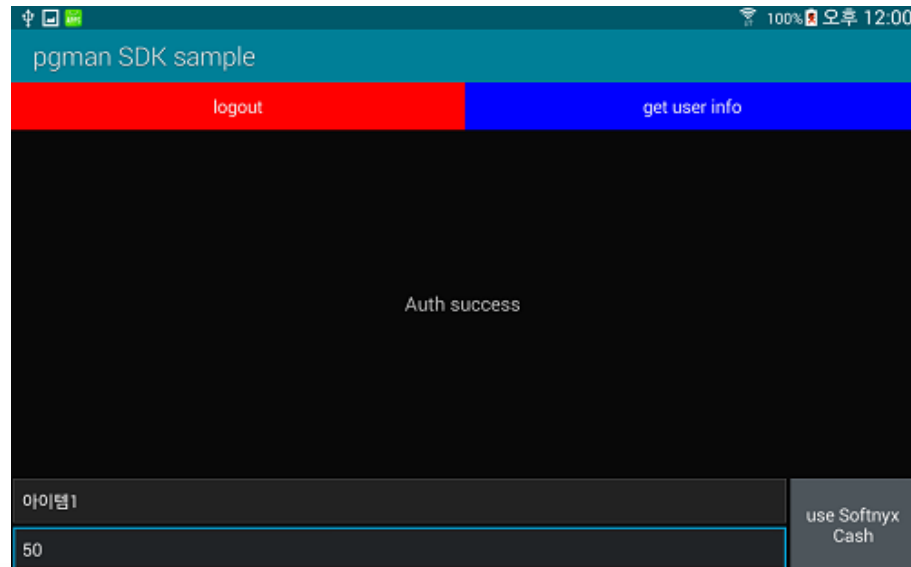 100% 오후 12:00
pgman SDK sample
logout get user info
Auth success
아이템1
use Softnyx
Cash
50